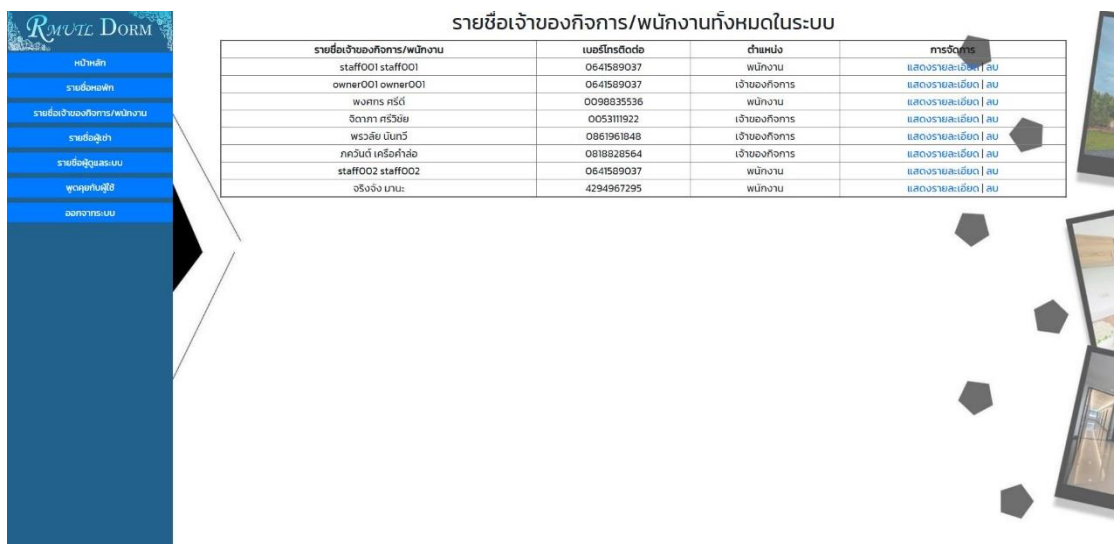 RMUTL DORM
หน้าหลัก
รายชื่อหอพัก
รายชื่อเจ้าของกิจการ/พนักงาน
รายชื่อผู้เช่า
รายชื่อผู้ดูแลระบบ
พูดคุยกับผู้ใช้
ออกจากระบบ
รายชื่อเจ้าของกิจการ/พนักงานทั้งหมดในระบบ
รายชื่อเจ้าของกิจการ/พนักงาน เบอร์โทรติดต่อ ตำแหน่ง การจัดการ
staff001 staff001 0641589037 พนักงาน แสดงรายละเอียด | ลบ
owner001 owner001 0641589037 เจ้าของกิจการ แสดงรายละเอียด | ลบ
พงศกร ศรีดี 0098835536 พนักงาน แสดงรายละเอียด | ลบ
จิดาภา ศรีวิชัย 0053111922 เจ้าของกิจการ แสดงรายละเอียด | ลบ
พรวลัย นันทวี 0861961848 เจ้าของกิจการ แสดงรายละเอียด | ลบ
ภควันต์ เครือคำล่อ 0818828564 เจ้าของกิจการ แสดงรายละเอียด | ลบ
staff002 staff002 0641589037 พนักงาน แสดงรายละเอียด | ลบ
จริงจัง มานะ 4294967295 พนักงาน แสดงรายละเอียด | ลบ